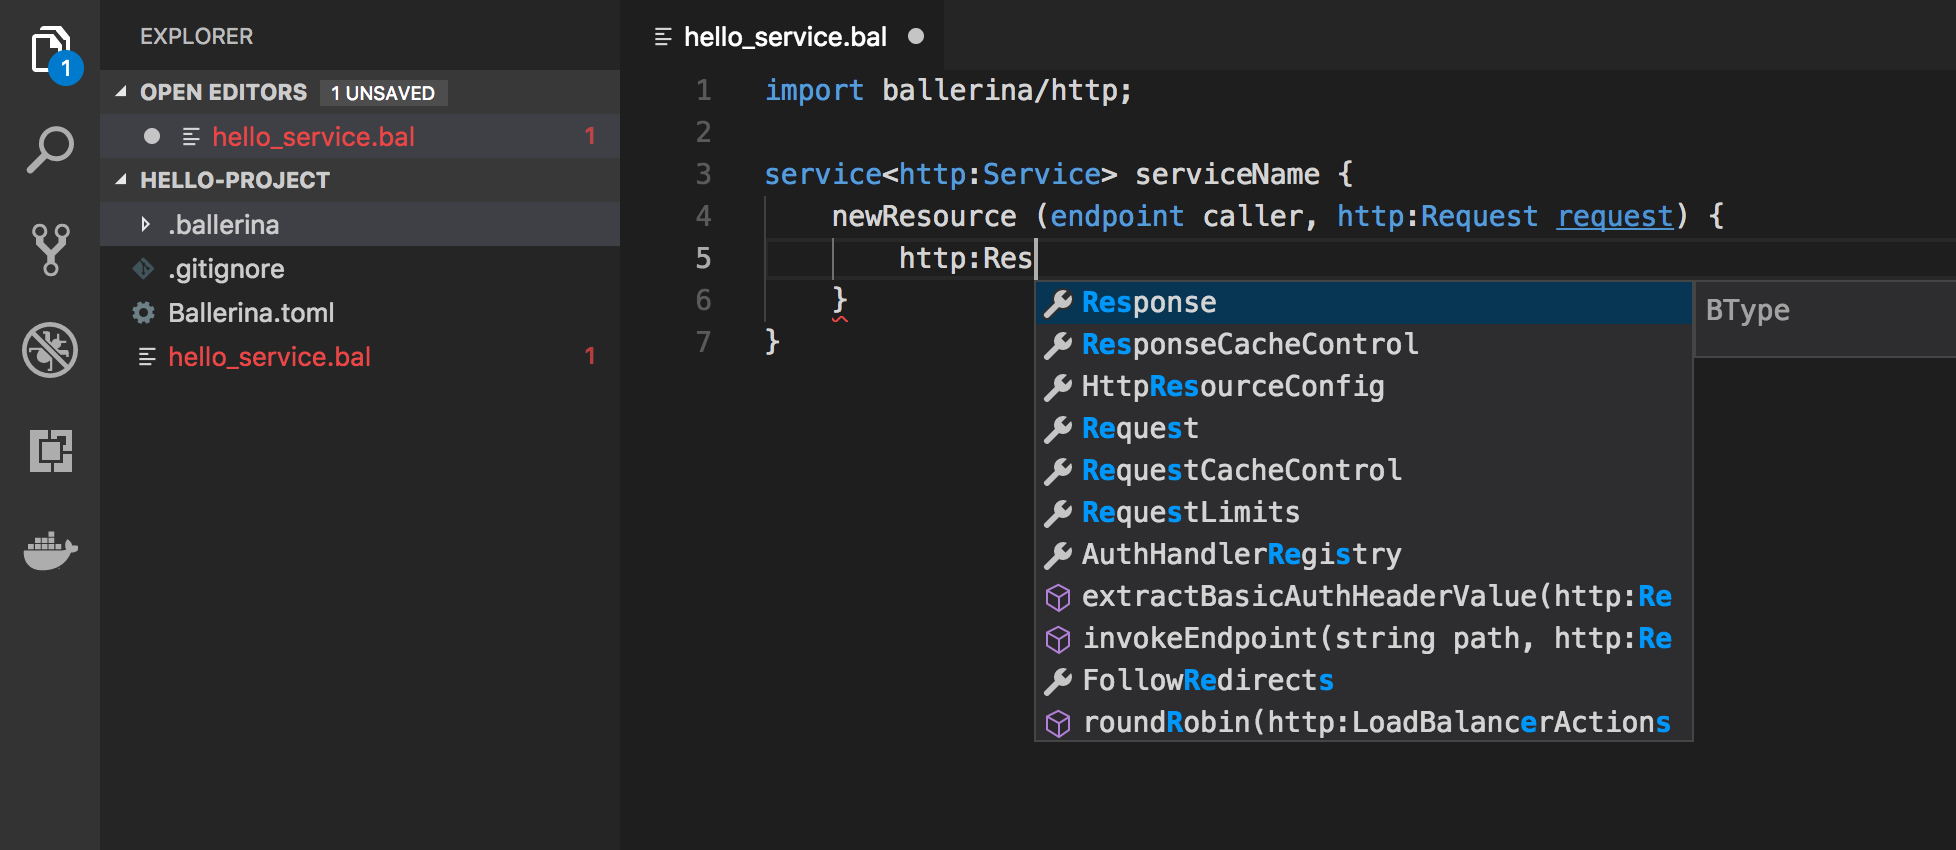 1
EXPLORER
OPEN EDITORS 1 UNSAVED
hello_service.bal 1
HELLO-PROJECT
.ballerina
.gitignore
Ballerina.toml
hello_service.bal 1
hello_service.bal
1 import ballerina/http;
2
3 service<http:Service> serviceName {
4 newResource (endpoint caller, http:Request request) {
5 http:Res
6 }
7 }
Response
ResponseCacheControl
HttpResourceConfig
Request
RequestCacheControl
RequestLimits
AuthHandlerRegistry
extractBasicAuthHeaderValue(http:Re
invokeEndpoint(string path, http:Re
FollowRedirects
roundRobin(http:LoadBalancerActions
BType